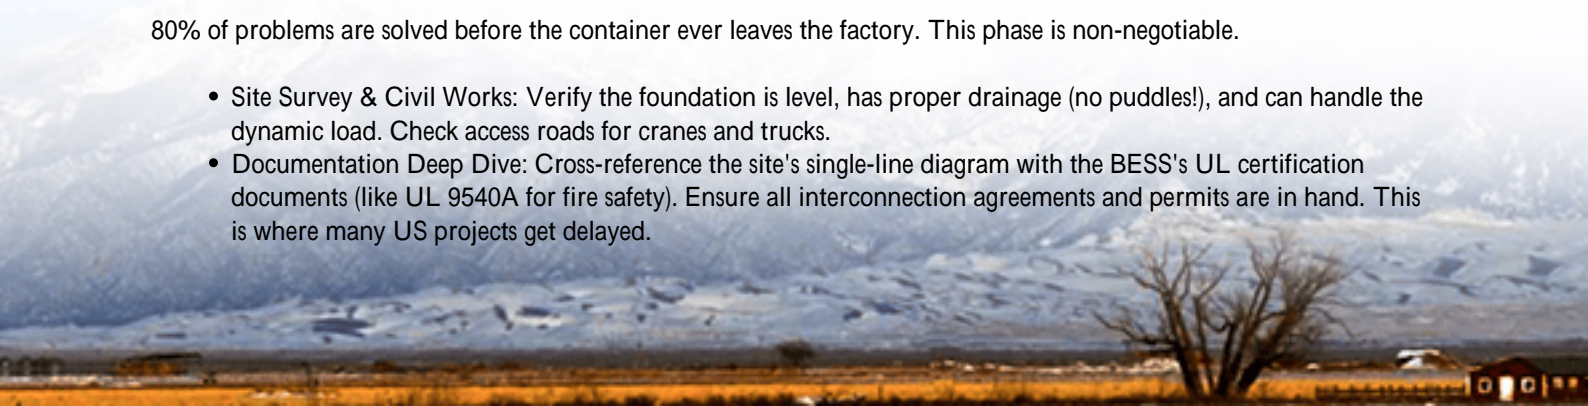 80% of problems are solved before the container ever leaves the factory. This phase is non-negotiable.
• Site Survey & Civil Works: Verify the foundation is level, has proper drainage (no puddles!), and can handle the
dynamic load. Check access roads for cranes and trucks.
• Documentation Deep Dive: Cross-reference the site's single-line diagram with the BESS's UL certification
documents (like UL 9540A for fire safety). Ensure all interconnection agreements and permits are in hand. This
is where many US projects get delayed.